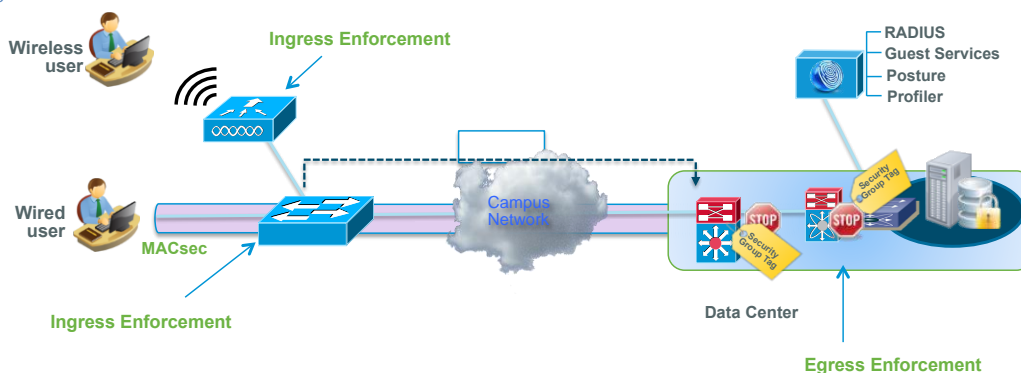 Wireless
user
Ingress Enforcement
RADIUS
Guest Services
Posture
Profiler
Wired
user
MACsec
Campus
Network
STOP
Security
Group Tag
STOP
Security
Group Tag
Ingress Enforcement
Data Center
Egress Enforcement